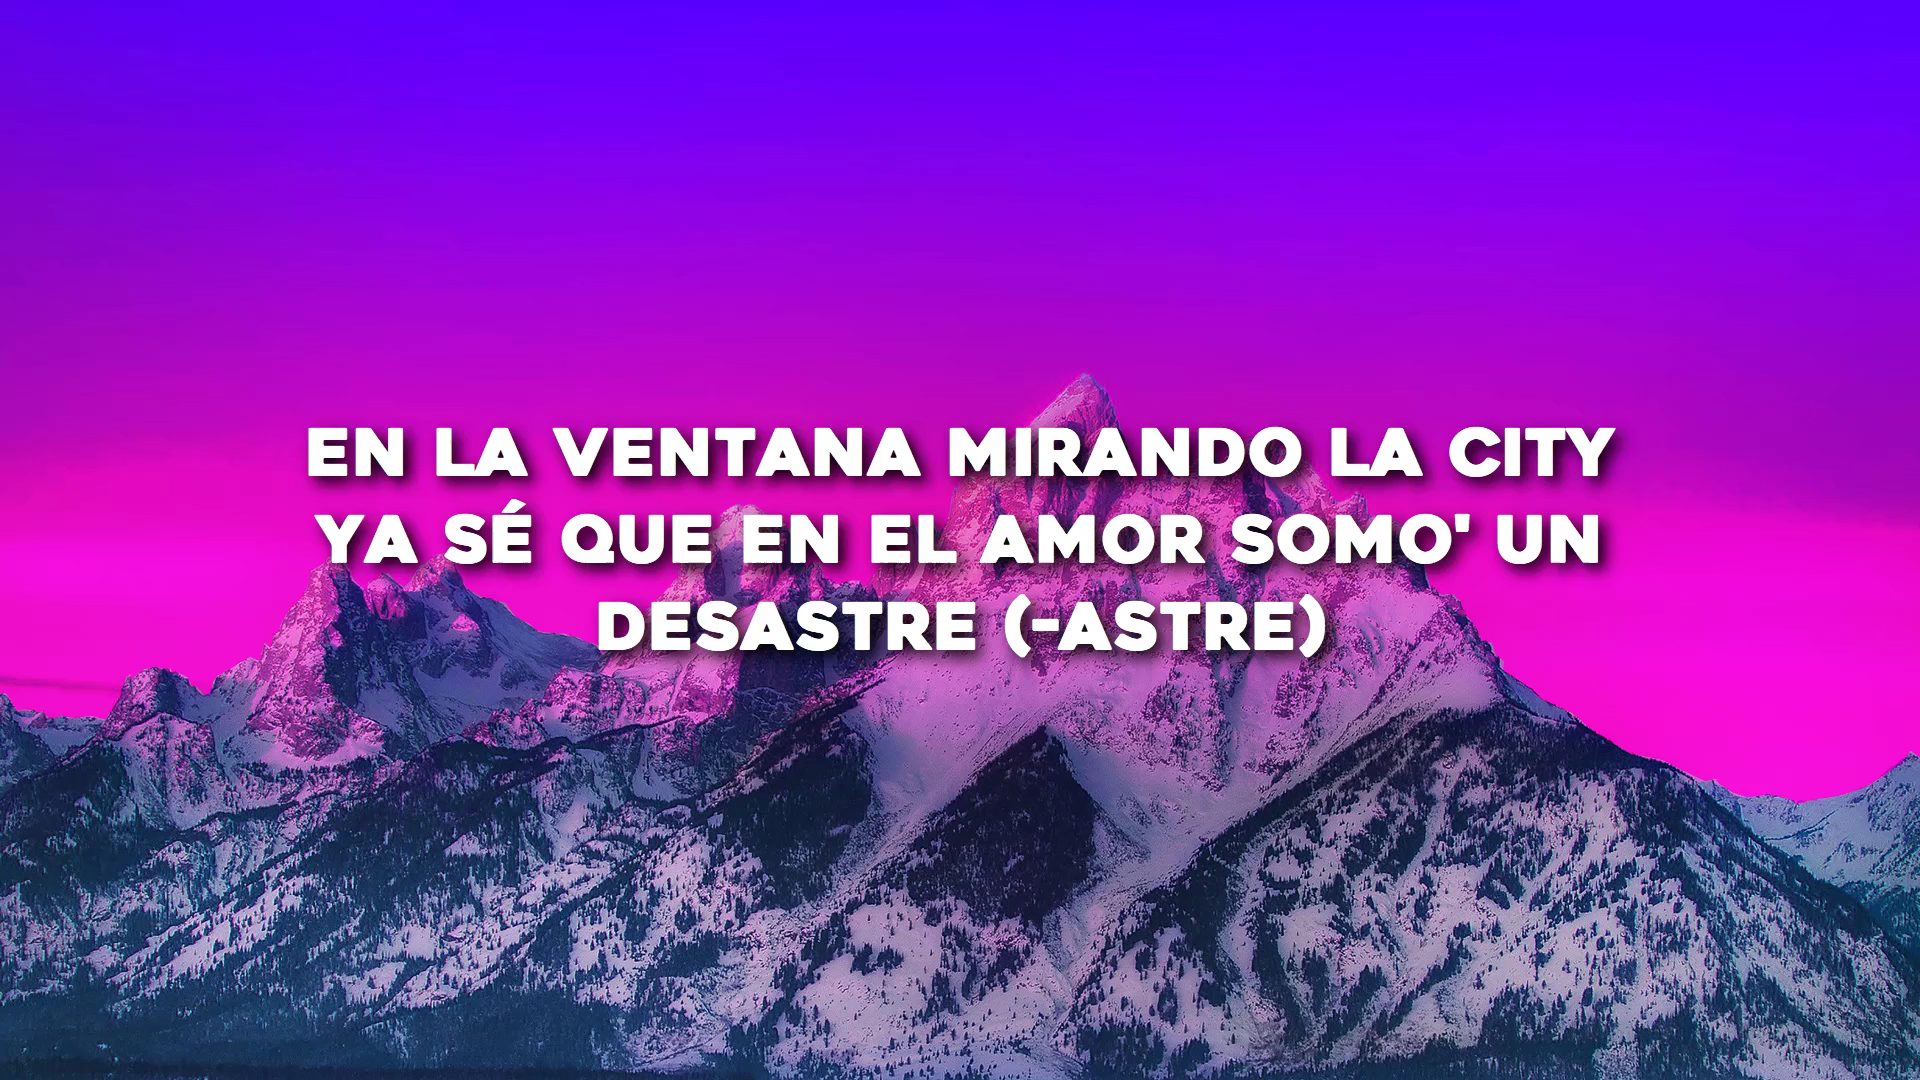 EN LA VENTANA MIRANDO LA CITY
YA SÉ QUE EN EL AMOR SOMO' UN
DESASTRE (-ASTRE)